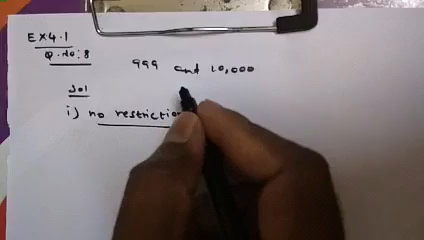 EX4.1
Q.No:8
999 and 10,000
Sol
i) no restriction